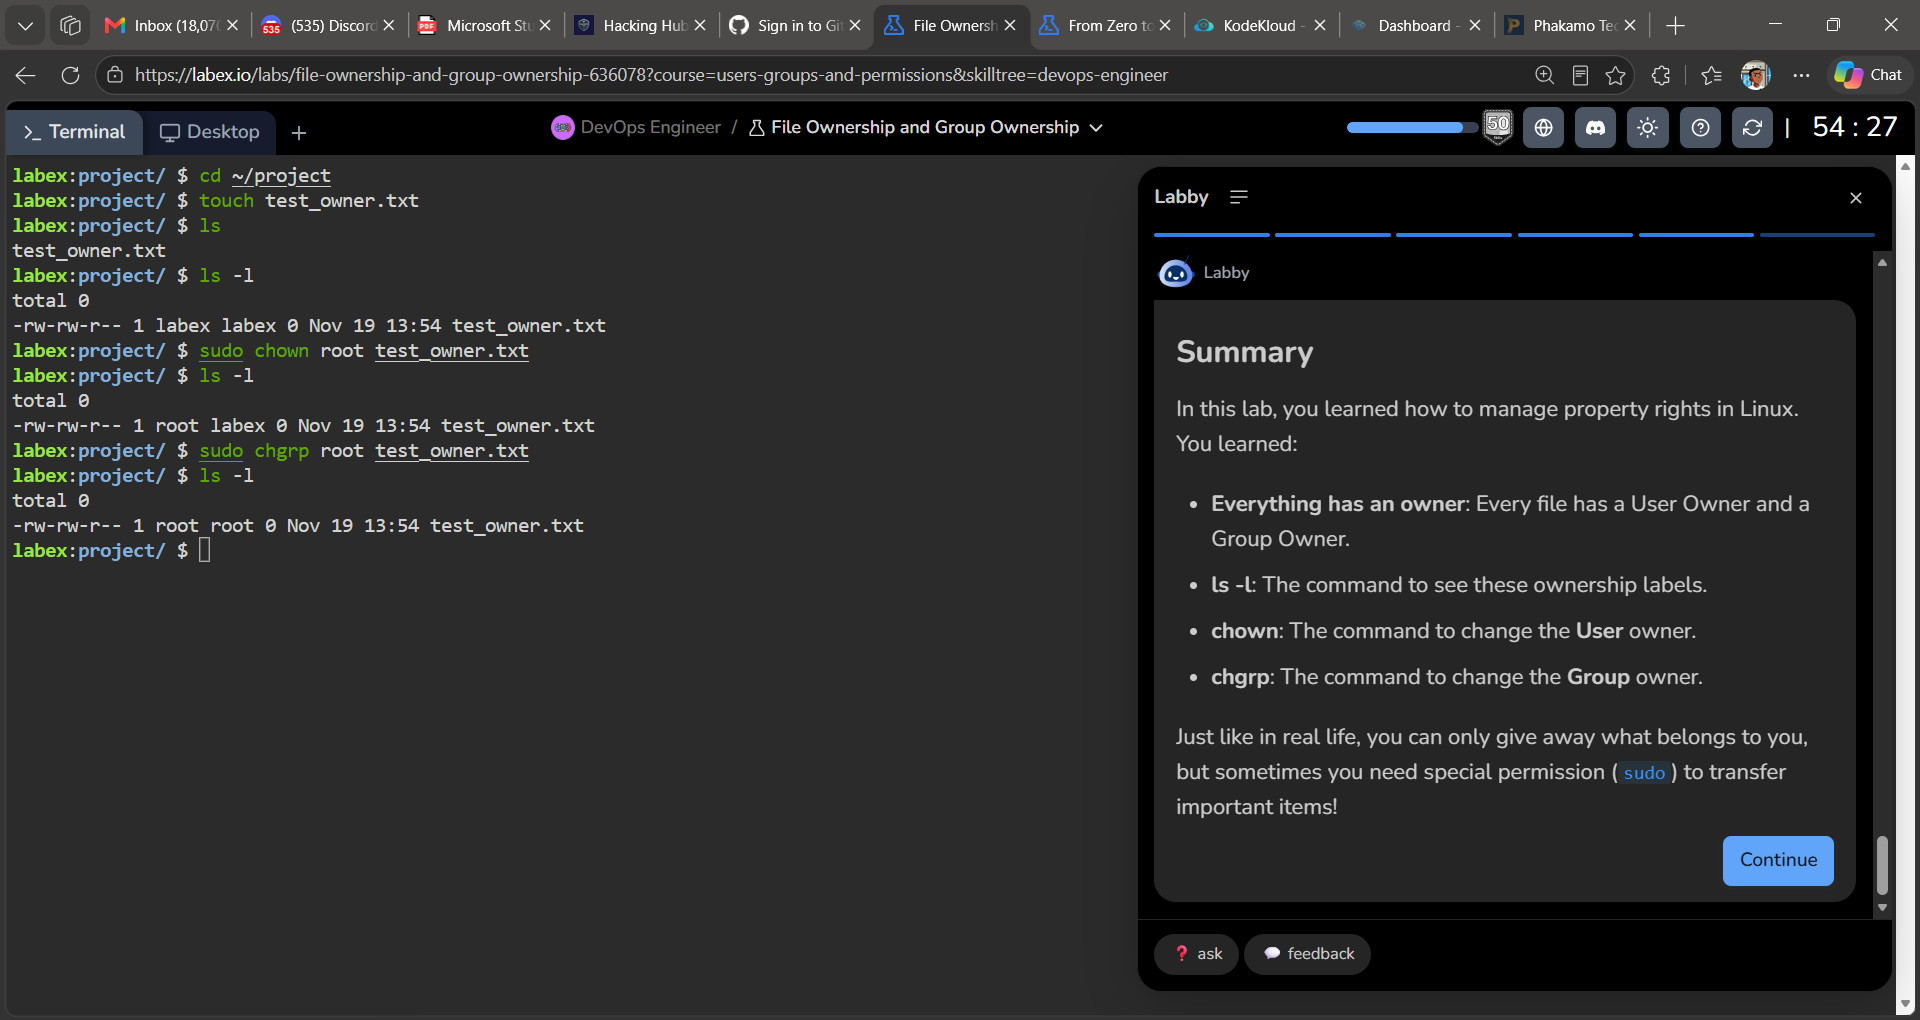 Inbox (18,07
(535) Discord
Microsoft Stu
Hacking Hub
Sign in to Git
File Ownersh
From Zero to
KodeKloud -
Dashboard -
Phakamo Tec
https://labex.io/labs/file-ownership-and-group-ownership-636078?course=users-groups-and-permissions&skilltree=devops-engineer
Chat
>_ Terminal
Desktop
DevOps Engineer / File Ownership and Group Ownership
50
54 : 27
labex:project/ $ cd ~/project
labex:project/ $ touch test_owner.txt
labex:project/ $ ls
test_owner.txt
labex:project/ $ ls -l
total 0
-rw-rw-r-- 1 labex labex 0 Nov 19 13:54 test_owner.txt
labex:project/ $ sudo chown root test_owner.txt
labex:project/ $ ls -l
total 0
-rw-rw-r-- 1 root labex 0 Nov 19 13:54 test_owner.txt
labex:project/ $ sudo chgrp root test_owner.txt
labex:project/ $ ls -l
total 0
-rw-rw-r-- 1 root root 0 Nov 19 13:54 test_owner.txt
labex:project/ $
Labby
Labby
Summary
In this lab, you learned how to manage property rights in Linux.
You learned:
• Everything has an owner: Every file has a User Owner and a
Group Owner.
• ls -l: The command to see these ownership labels.
• chown: The command to change the User owner.
• chgrp: The command to change the Group owner.
Just like in real life, you can only give away what belongs to you,
but sometimes you need special permission ( sudo ) to transfer
important items!
Continue
❓ ask
💬 feedback